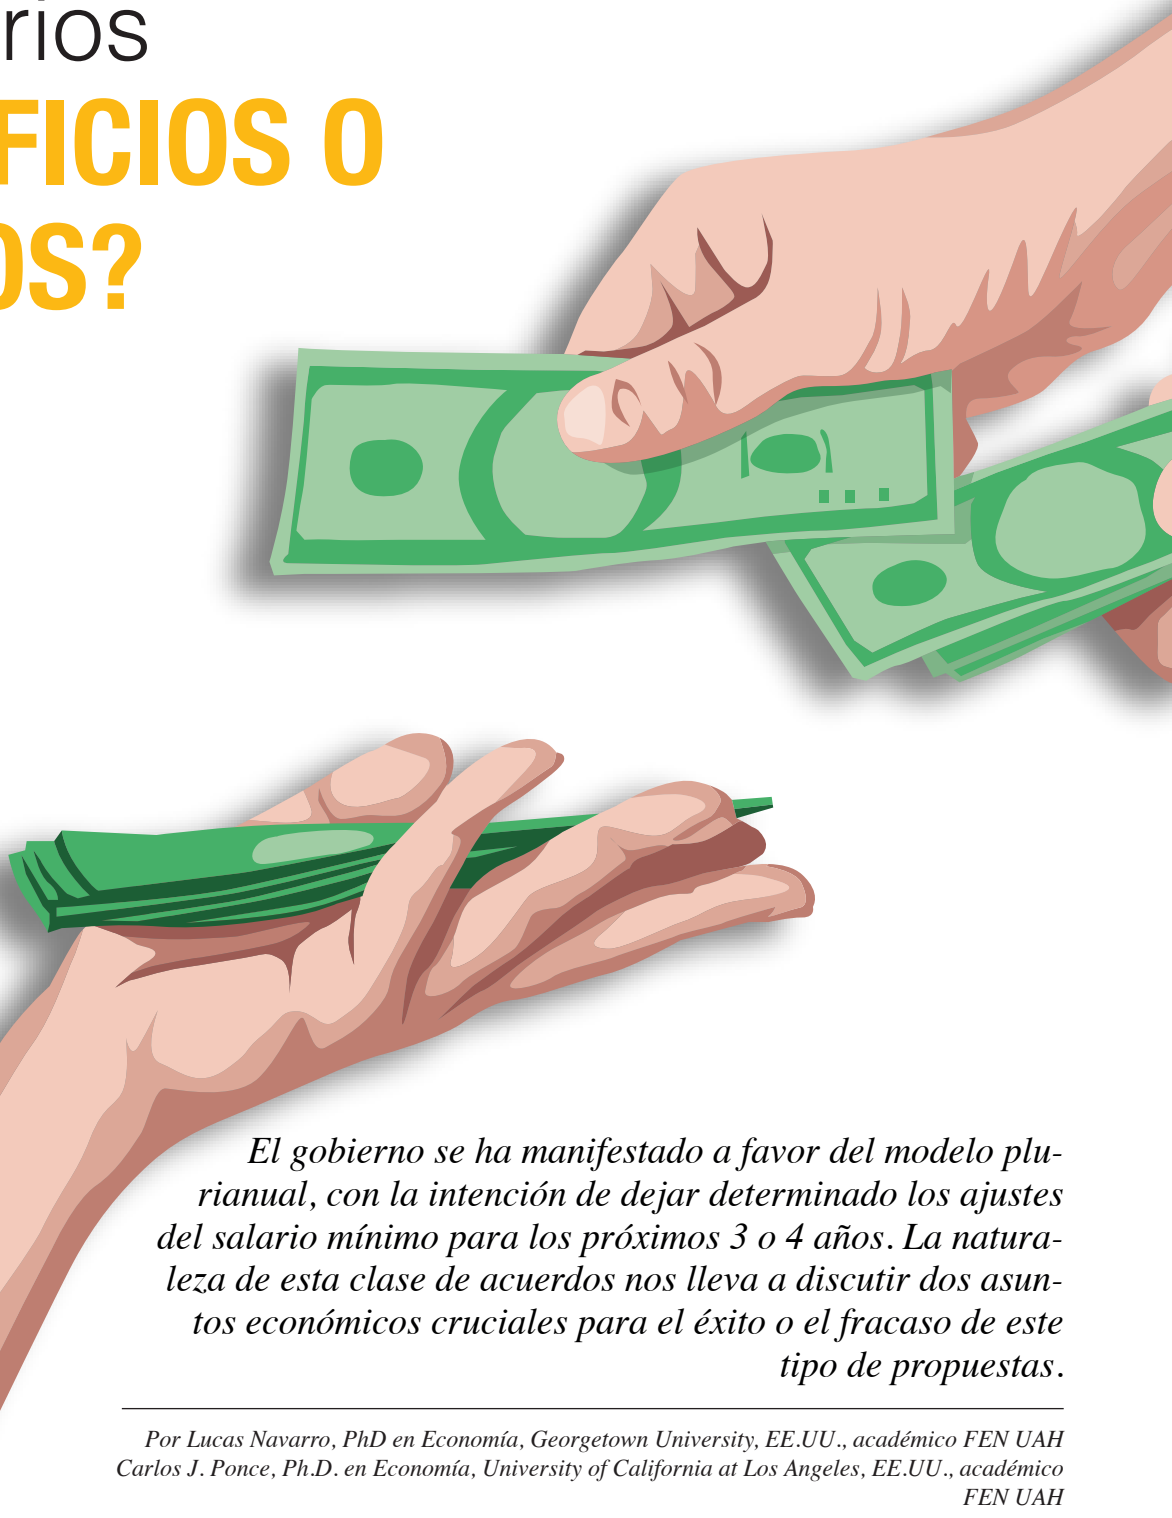 rios
FICIOS O
OS?
El gobierno se ha manifestado a favor del modelo plu-
rianual, con la intención de dejar determinado los ajustes
del salario mínimo para los próximos 3 o 4 años. La natura-
leza de esta clase de acuerdos nos lleva a discutir dos asun-
tos económicos cruciales para el éxito o el fracaso de este
tipo de propuestas.
Por Lucas Navarro, PhD en Economía, Georgetown University, EE.UU., académico FEN UAH
Carlos J. Ponce, Ph.D. en Economía, University of California at Los Angeles, EE.UU., académico
FEN UAH